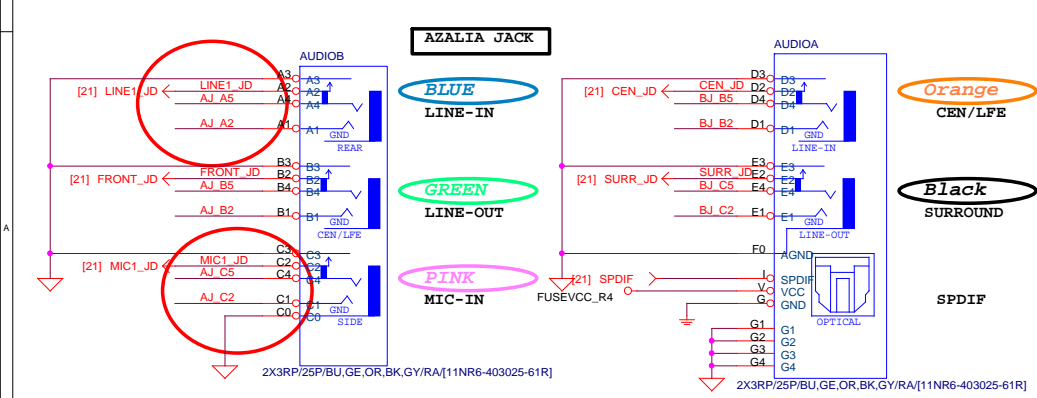 AZALIA JACK
AUDIOB
A3
A3
[21] LINE1_JD
LINE1_JD
A2
A2
AJ_A5
A4
A4
AJ_A2
A1
A1
GND
REAR
BLUE
LINE-IN
B3
B3
[21] FRONT_JD
FRONT_JD
B2
B2
AJ_B5
B4
B4
AJ_B2
B1
B1
GND
CEN/LFE
GREEN
LINE-OUT
C3
C3
[21] MIC1_JD
MIC1_JD
C2
C2
AJ_C5
C4
C4
AJ_C2
C1
C1
GND
C0
C0
SIDE
PINK
MIC-IN
2X3RP/25P/BU,GE,OR,BK,GY/RA/[11NR6-403025-61R]
A
AUDIOA
D3
D3
[21] CEN_JD
CEN_JD
D2
D2
BJ_B5
D4
D4
BJ_B2
D1
D1
GND
LINE-IN
Orange
CEN/LFE
E3
E3
[21] SURR_JD
SURR_JD
E2
E2
BJ_C5
E4
E4
BJ_C2
E1
E1
GND
LINE-OUT
Black
SURROUND
F0
AGND
[21] SPDIF
I
SPDIF
FUSEVCC_R4
V
VCC
G
GND
OPTICAL
SPDIF
G1
G1
G2
G2
G3
G3
G4
G4
2X3RP/25P/BU,GE,OR,BK,GY/RA/[11NR6-403025-61R]